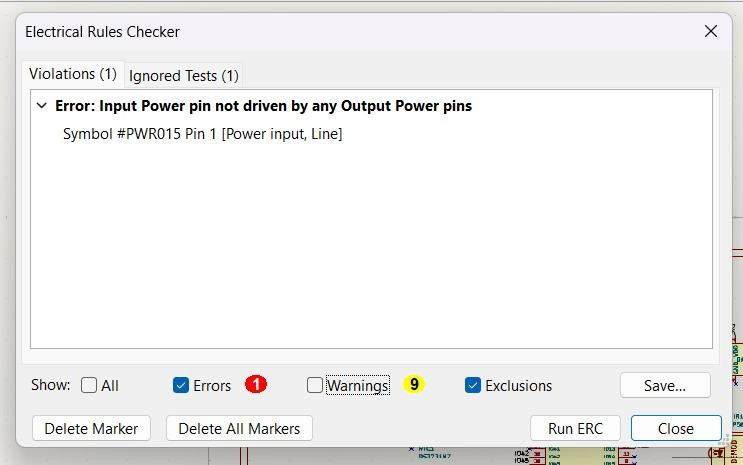 Electrical Rules Checker
Violations (1) Ignored Tests (1)
Error: Input Power pin not driven by any Output Power pins
Symbol #PWR015 Pin 1 [Power input, Line]
Show: All Errors 1 Warnings 9 Exclusions Save...
Delete Marker Delete All Markers Run ERC Close